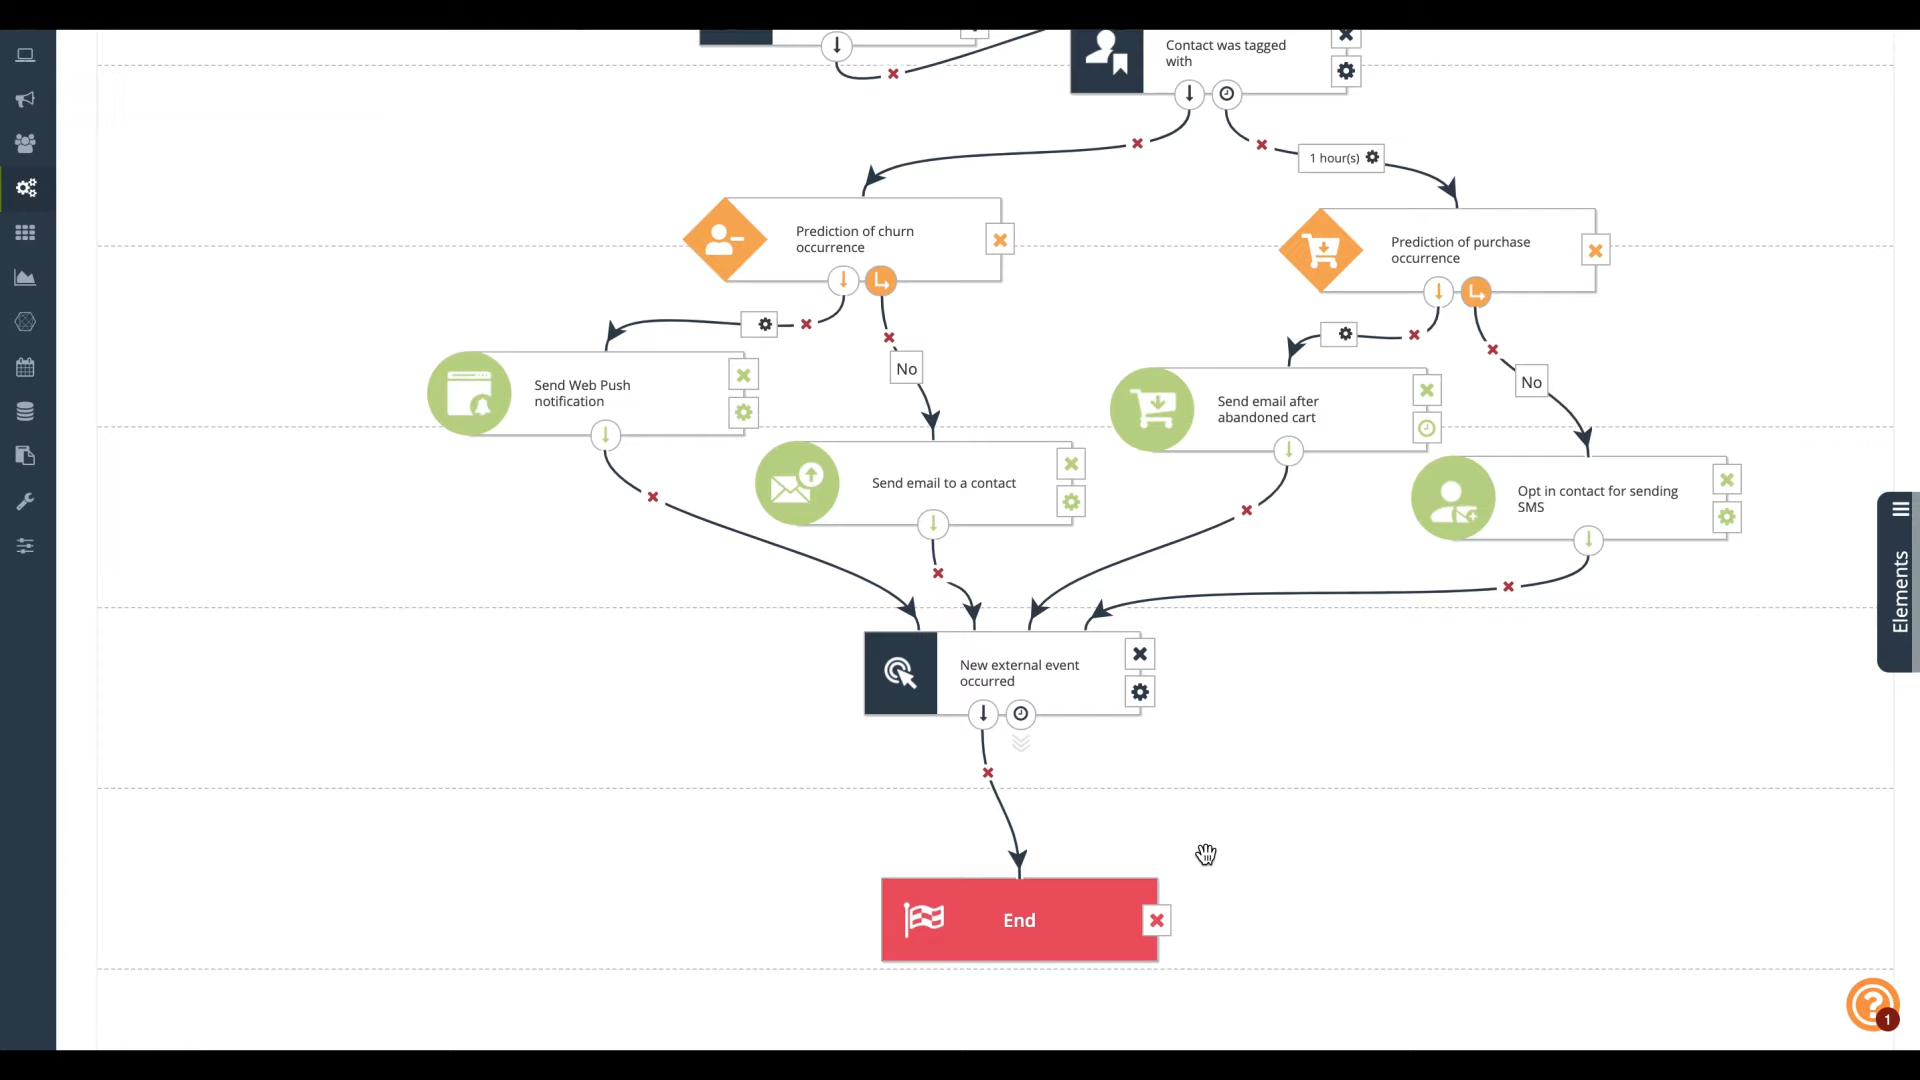 Contact was tagged
with
1 hour(s)
Prediction of churn
occurrence
Prediction of purchase
occurrence
No
No
Send Web Push
notification
Send email after
abandoned cart
Send email to a contact
Opt in contact for sending
SMS
Elements
New external event
occurred
End
1